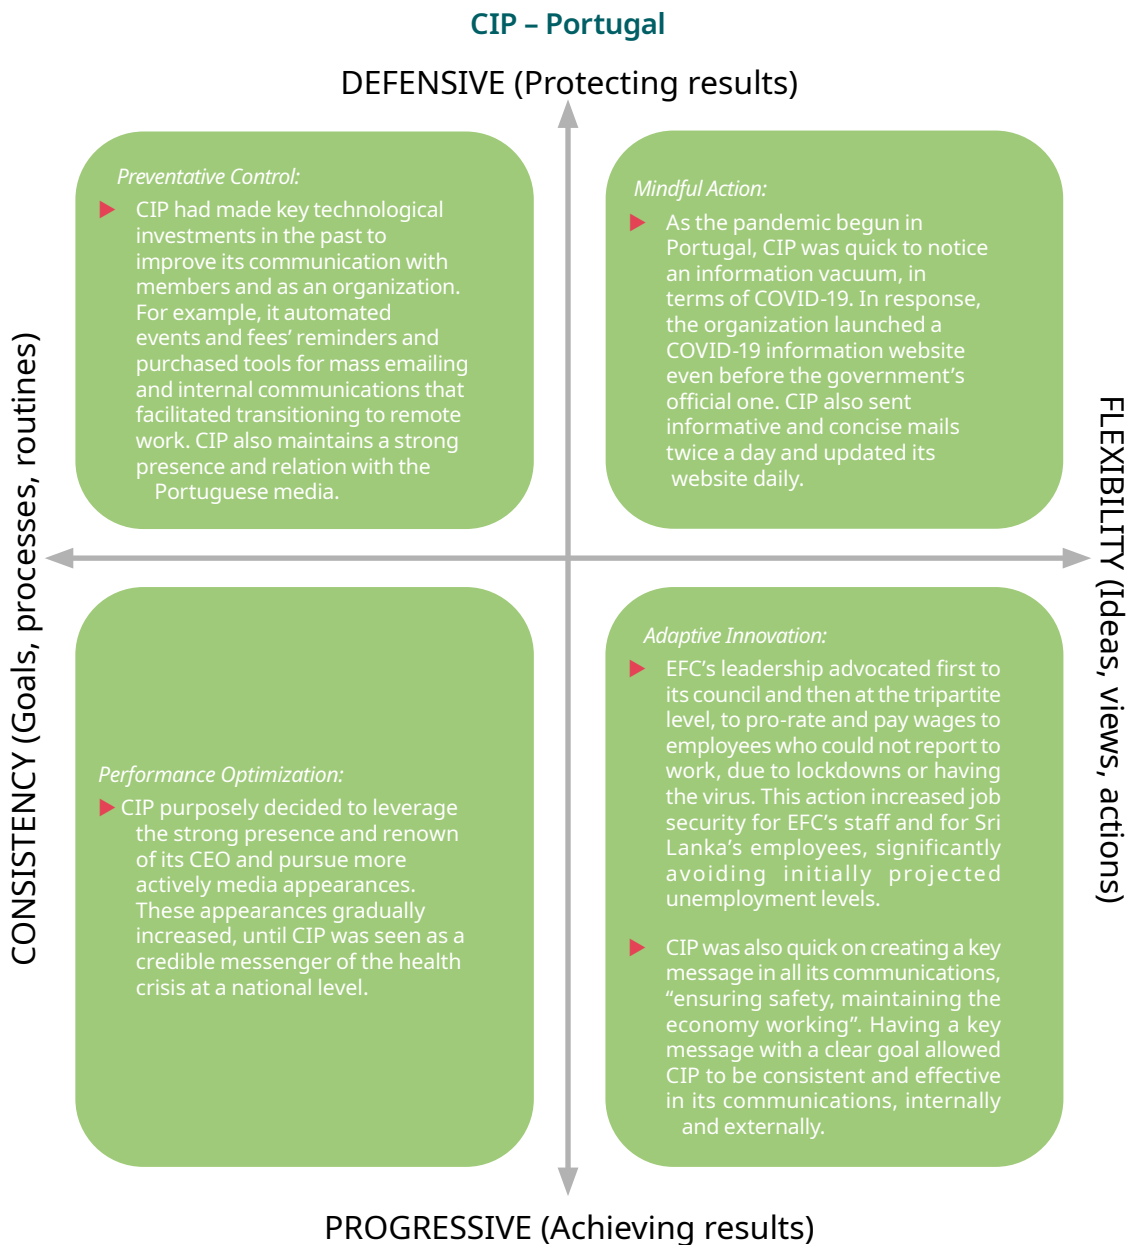 CIP – Portugal
DEFENSIVE (Protecting results)
CONSISTENCY (Goals, processes, routines)
Preventative Control:
CIP had made key technological
investments in the past to
improve its communication with
members and as an organization.
For example, it automated
events and fees’ reminders and
purchased tools for mass emailing
and internal communications that
facilitated transitioning to remote
work. CIP also maintains a strong
presence and relation with the
Portuguese media.
Mindful Action:
As the pandemic begun in
Portugal, CIP was quick to notice
an information vacuum, in
terms of COVID-19. In response,
the organization launched a
COVID-19 information website
even before the government’s
official one. CIP also sent
informative and concise mails
twice a day and updated its
website daily.
FLEXIBILITY (Ideas, views, actions)
Performance Optimization:
CIP purposely decided to leverage
the strong presence and renown
of its CEO and pursue more
actively media appearances.
These appearances gradually
increased, until CIP was seen as a
credible messenger of the health
crisis at a national level.
Adaptive Innovation:
EFC’s leadership advocated first to
its council and then at the tripartite
level, to pro-rate and pay wages to
employees who could not report to
work, due to lockdowns or having
the virus. This action increased job
security for EFC’s staff and for Sri
Lanka’s employees, significantly
avoiding initially projected
unemployment levels.
CIP was also quick on creating a key
message in all its communications,
“ensuring safety, maintaining the
economy working”. Having a key
message with a clear goal allowed
CIP to be consistent and effective
in its communications, internally
and externally.
PROGRESSIVE (Achieving results)